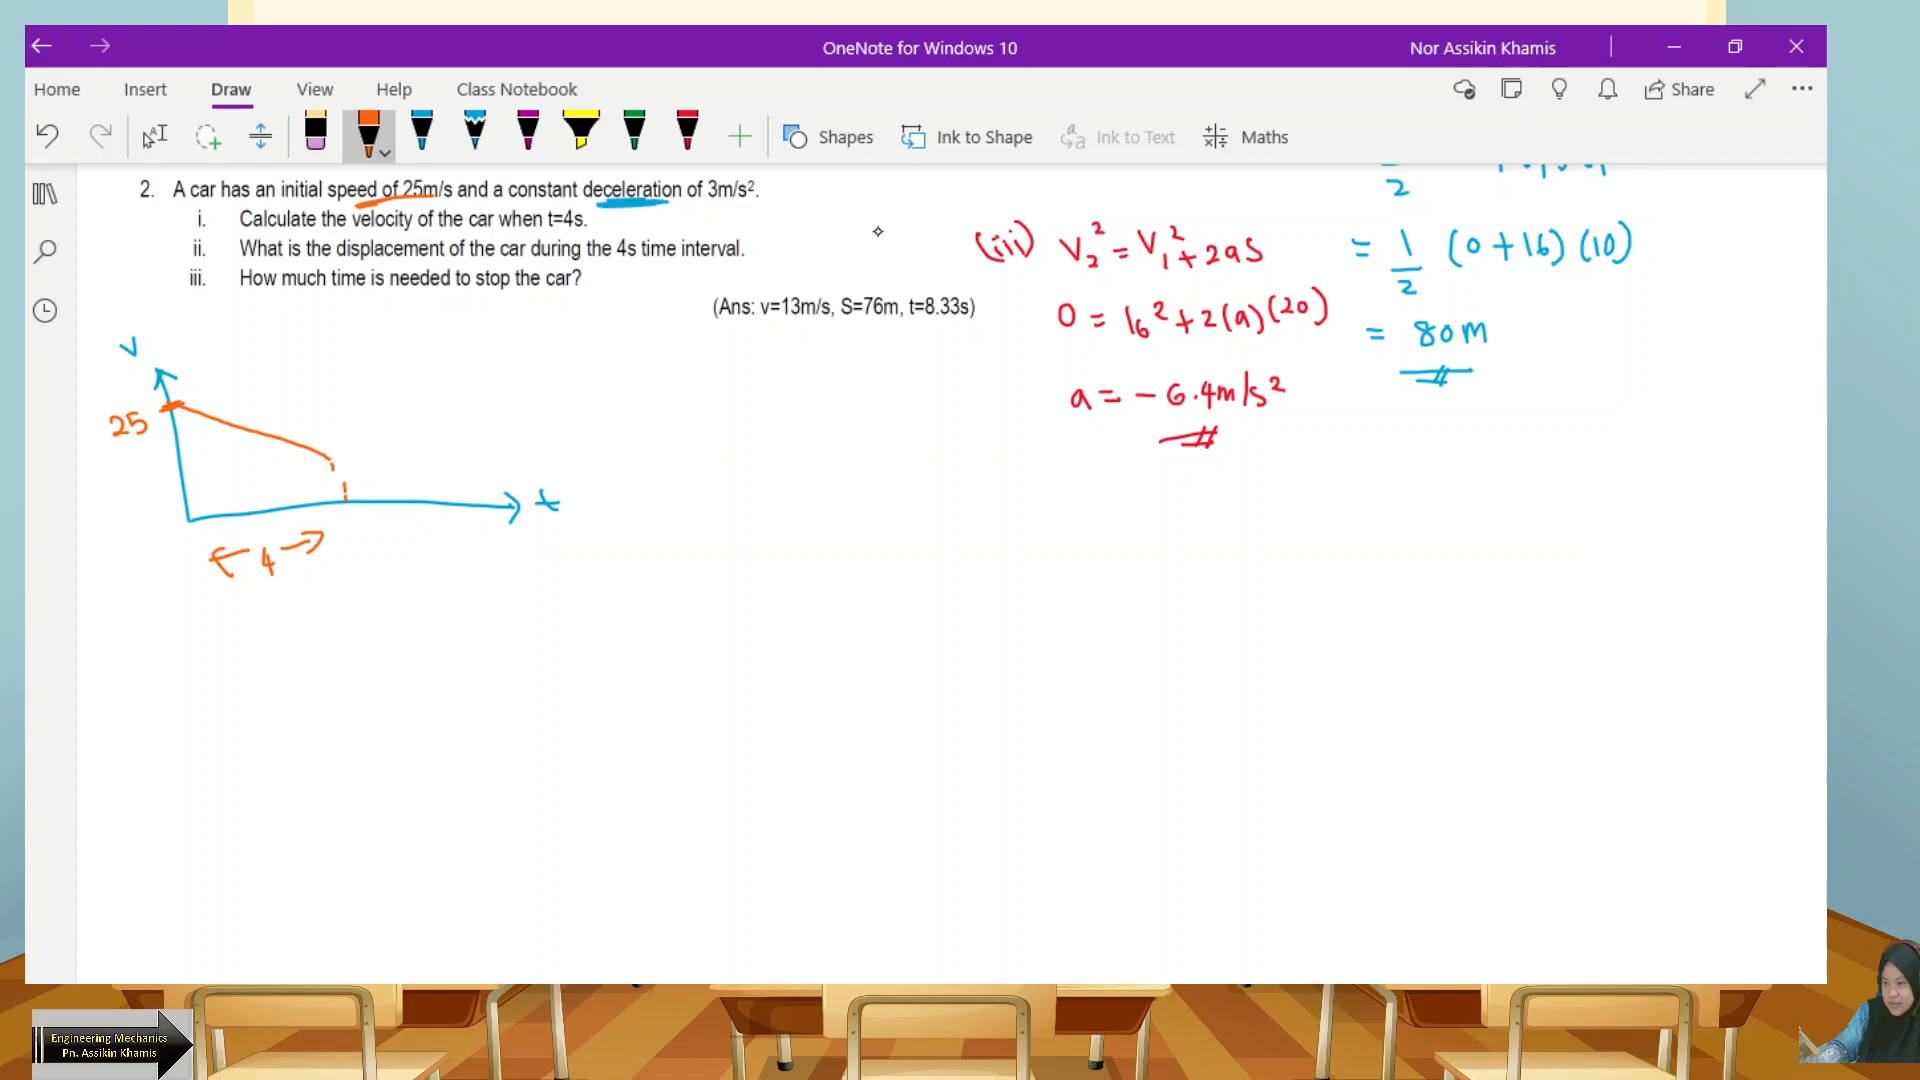 OneNote for Windows 10
Nor Assikin Khamis
Home Insert Draw View Help Class Notebook
Share
Shapes Ink to Shape Ink to Text Maths
2. A car has an initial speed of 25m/s and a constant deceleration of 3m/s².
i. Calculate the velocity of the car when t=4s.
ii. What is the displacement of the car during the 4s time interval.
iii. How much time is needed to stop the car?
(Ans: v=13m/s, S=76m, t=8.33s)
V
25
t
4
(iii) V₂² = V₁² + 2aS
0 = 16² + 2(a)(20)
a = - 6.4m/s²
2
= 1/2 (0 + 16) (10)
= 80m
Engineering Mechanics
Pn. Assikin Khamis